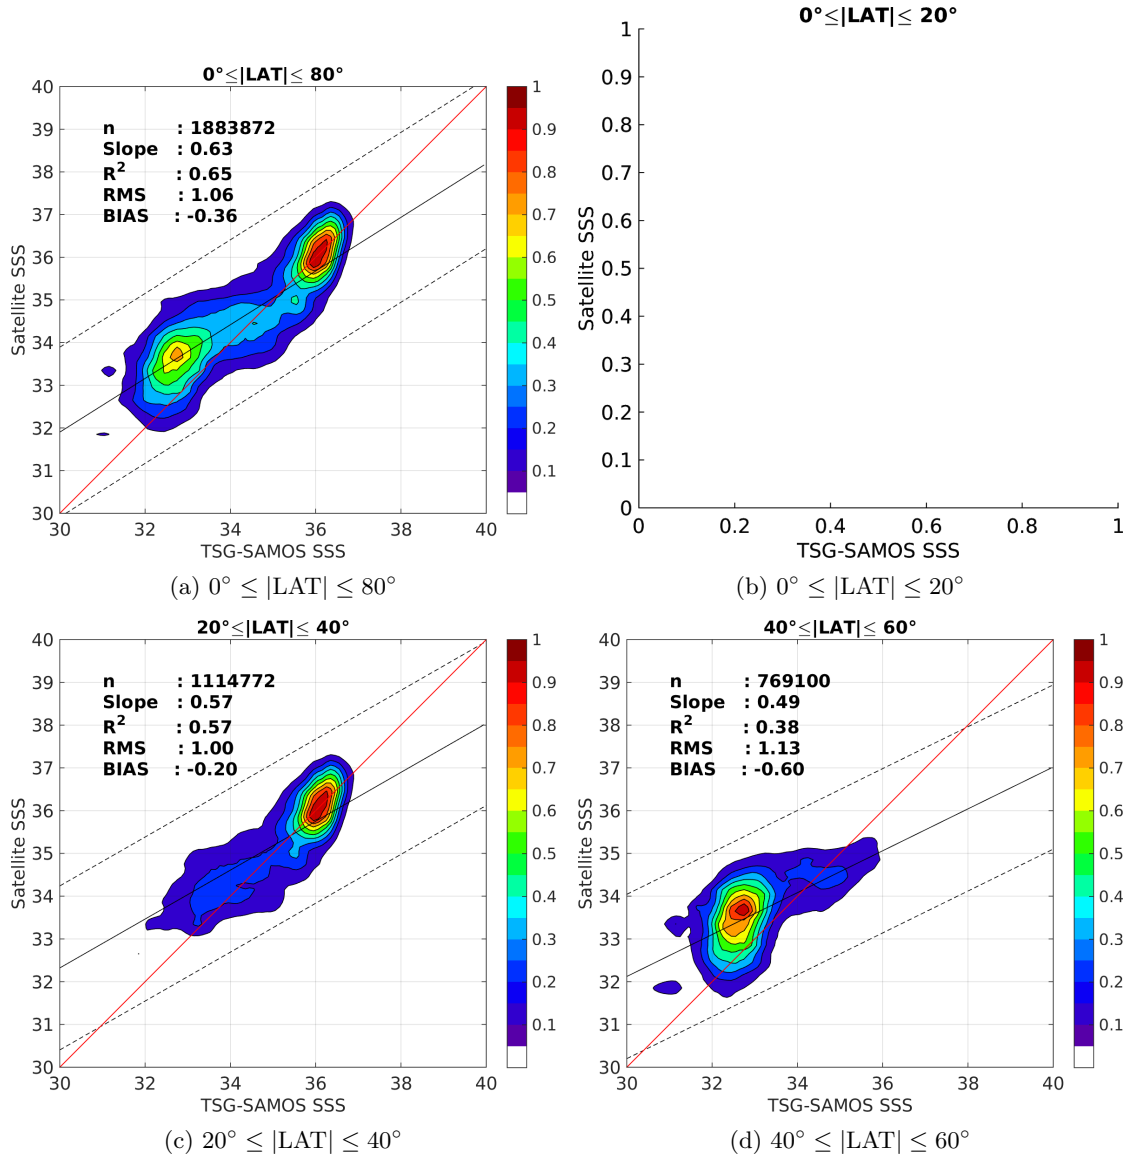 0°≤|LAT|≤ 80°
40
39
38
37
36
35
34
33
32
31
30
30 32 34 36 38 40
Satellite SSS
TSG-SAMOS SSS
n : 1883872
Slope : 0.63
R² : 0.65
RMS : 1.06
BIAS : -0.36
1
0.9
0.8
0.7
0.6
0.5
0.4
0.3
0.2
0.1
(a) 0° ≤ |LAT| ≤ 80°
0°≤|LAT|≤ 20°
1
0.9
0.8
0.7
0.6
0.5
0.4
0.3
0.2
0.1
0
0 0.2 0.4 0.6 0.8 1
Satellite SSS
TSG-SAMOS SSS
(b) 0° ≤ |LAT| ≤ 20°
20°≤|LAT|≤ 40°
40
39
38
37
36
35
34
33
32
31
30
30 32 34 36 38 40
Satellite SSS
TSG-SAMOS SSS
n : 1114772
Slope : 0.57
R² : 0.57
RMS : 1.00
BIAS : -0.20
1
0.9
0.8
0.7
0.6
0.5
0.4
0.3
0.2
0.1
(c) 20° ≤ |LAT| ≤ 40°
40°≤|LAT|≤ 60°
40
39
38
37
36
35
34
33
32
31
30
30 32 34 36 38 40
Satellite SSS
TSG-SAMOS SSS
n : 769100
Slope : 0.49
R² : 0.38
RMS : 1.13
BIAS : -0.60
1
0.9
0.8
0.7
0.6
0.5
0.4
0.3
0.2
0.1
(d) 40° ≤ |LAT| ≤ 60°